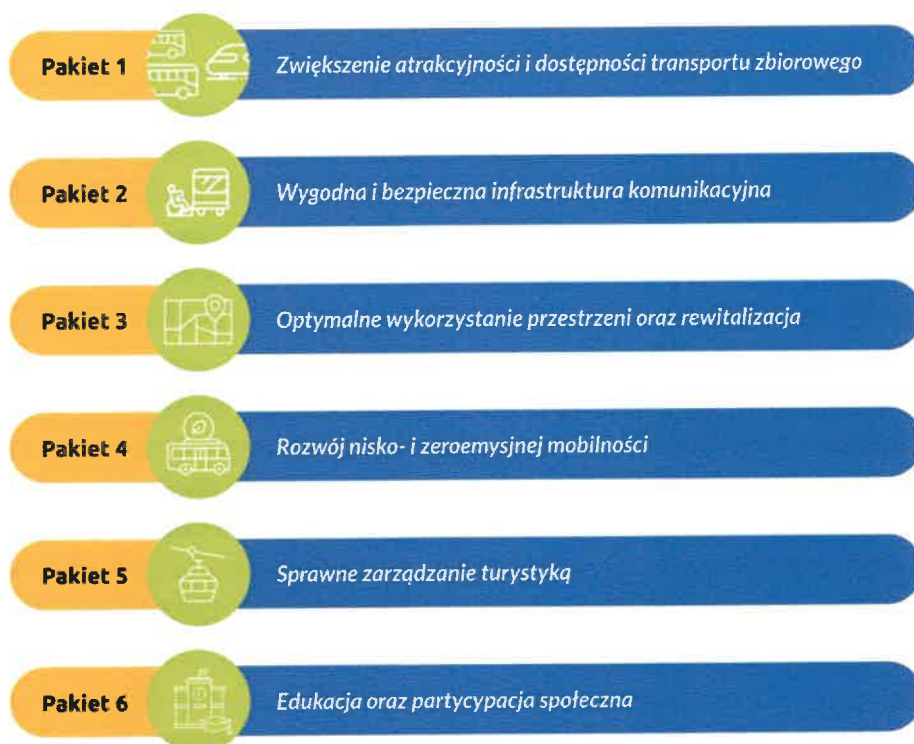 Pakiet 1
Zwiększenie atrakcyjności i dostępności transportu zbiorowego
Pakiet 2
Wygodna i bezpieczna infrastruktura komunikacyjna
Pakiet 3
Optymalne wykorzystanie przestrzeni oraz rewitalizacja
Pakiet 4
Rozwój nisko- i zeroemysjnej mobilności
Pakiet 5
Sprawne zarządzanie turystyką
Pakiet 6
Edukacja oraz partycypacja społeczna